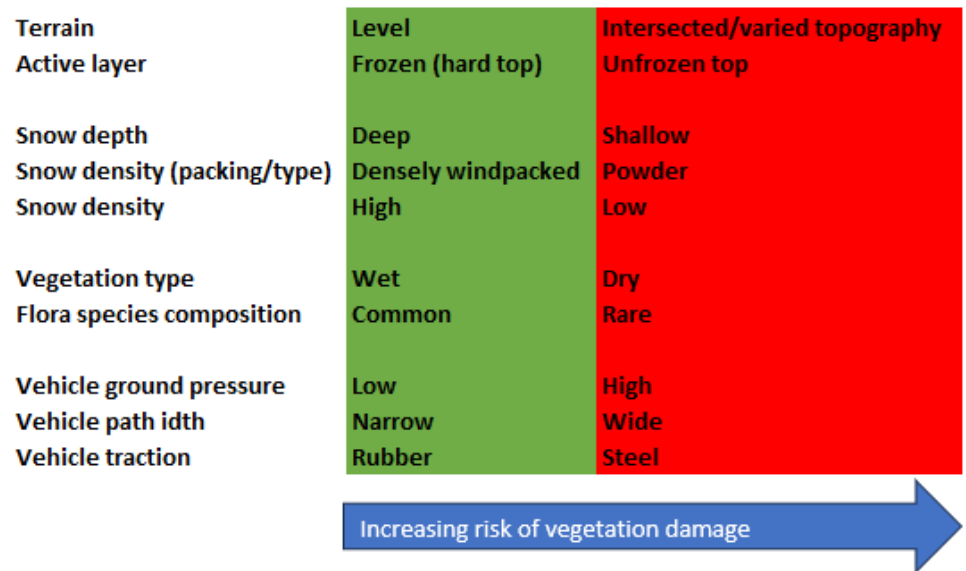 Terrain Level Intersected/varied topography
Active layer Frozen (hard top) Unfrozen top
Snow depth Deep Shallow
Snow density (packing/type) Densely windpacked Powder
Snow density High Low
Vegetation type Wet Dry
Flora species composition Common Rare
Vehicle ground pressure Low High
Vehicle path idth Narrow Wide
Vehicle traction Rubber Steel
Increasing risk of vegetation damage